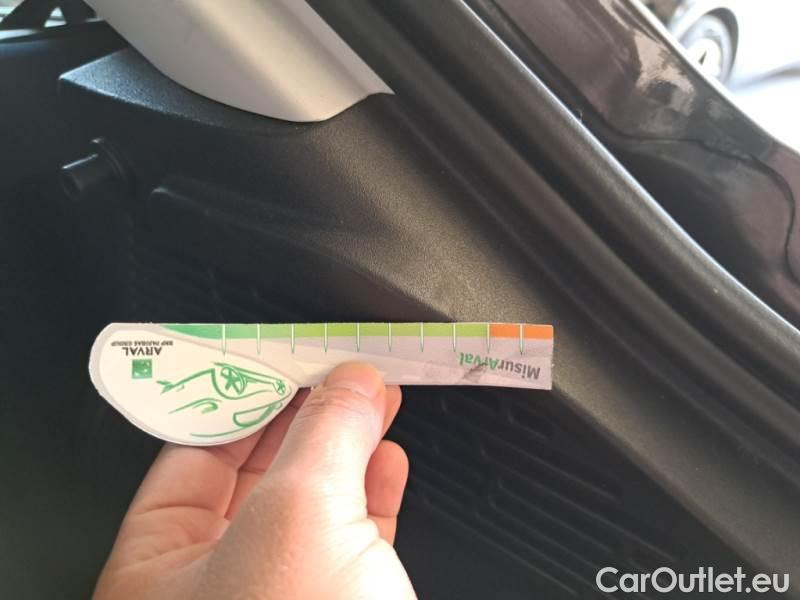 ARVAL
BNP PARIBAS GROUP
MisurArval
CarOutlet.eu